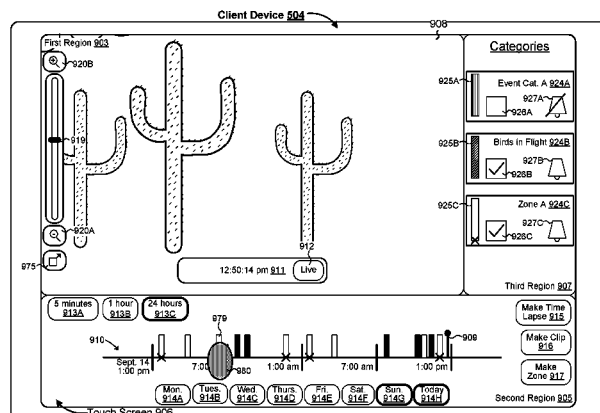 Client Device 504
908
First Region 903
920B
919
920A
975
912
12:50:14 pm 911
Live
Categories
925A
Event Cat. A 924A
927A
926A
925B
Birds in Flight 924B
927B
926B
925C
Zone A 924C
927C
926C
Third Region 907
5 minutes
913A
1 hour
913B
24 hours
913C
979
910
909
Sept. 14
1:00 pm
7:00
980
1:00 am
7:00 am
1:00 pm
Mon.
914A
Tues.
914B
Wed.
914C
Thurs.
914D
Fri.
914E
Sat.
914F
Sun.
914G
Today
914H
Make Time
Lapse 915
Make Clip
916
Make
Zone 917
Second Region 905
Touch Screen 906